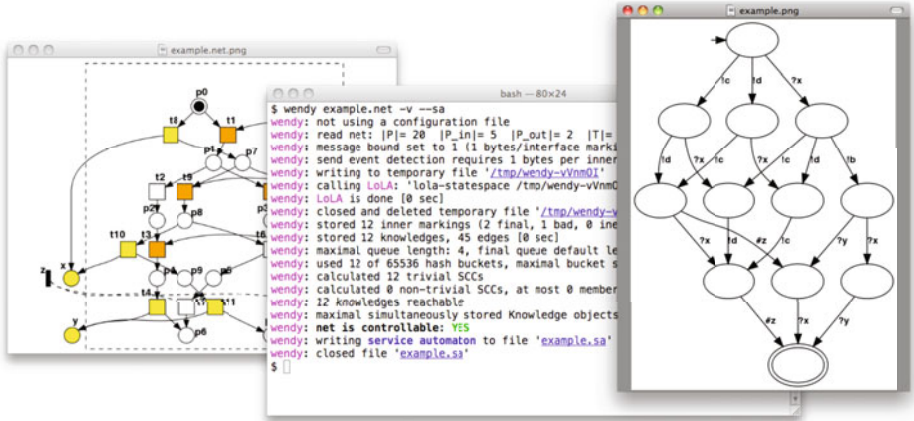 example.net.png
p0
t1
p1
p7
t2
t9
p2
p8
t10
t3
t6
p4
p9
z
x
t4
y
p6
bash — 80×24
$ wendy example.net -v --sa
wendy: not using a configuration file
wendy: read net: |P|= 20 |P_in|= 5 |P_out|= 2 |T|=
wendy: message bound set to 1 (1 bytes/interface marki
wendy: send event detection requires 1 bytes per inner
wendy: writing to temporary file '/tmp/wendy-vVnmOI'
wendy: calling LoLA: 'lola-statespace /tmp/wendy-vVnmO
wendy: LoLA is done [0 sec]
wendy: closed and deleted temporary file '/tmp/wendy-v
wendy: stored 12 inner markings (2 final, 1 bad, 0 ine
wendy: stored 12 knowledges, 45 edges [0 sec]
wendy: maximal queue length: 4, final queue default le
wendy: used 12 of 65536 hash buckets, maximal bucket s
wendy: calculated 12 trivial SCCs
wendy: calculated 0 non-trivial SCCs, at most 0 member
wendy: 12 knowledges reachable
wendy: maximal simultaneously stored Knowledge objects
wendy: net is controllable: YES
wendy: writing service automaton to file 'example.sa'
wendy: closed file 'example.sa'
$
example.png
!c !d ?x
!d ?x !c ?x !c !d !b
?x !d #z !c ?y ?x
#z ?x ?y